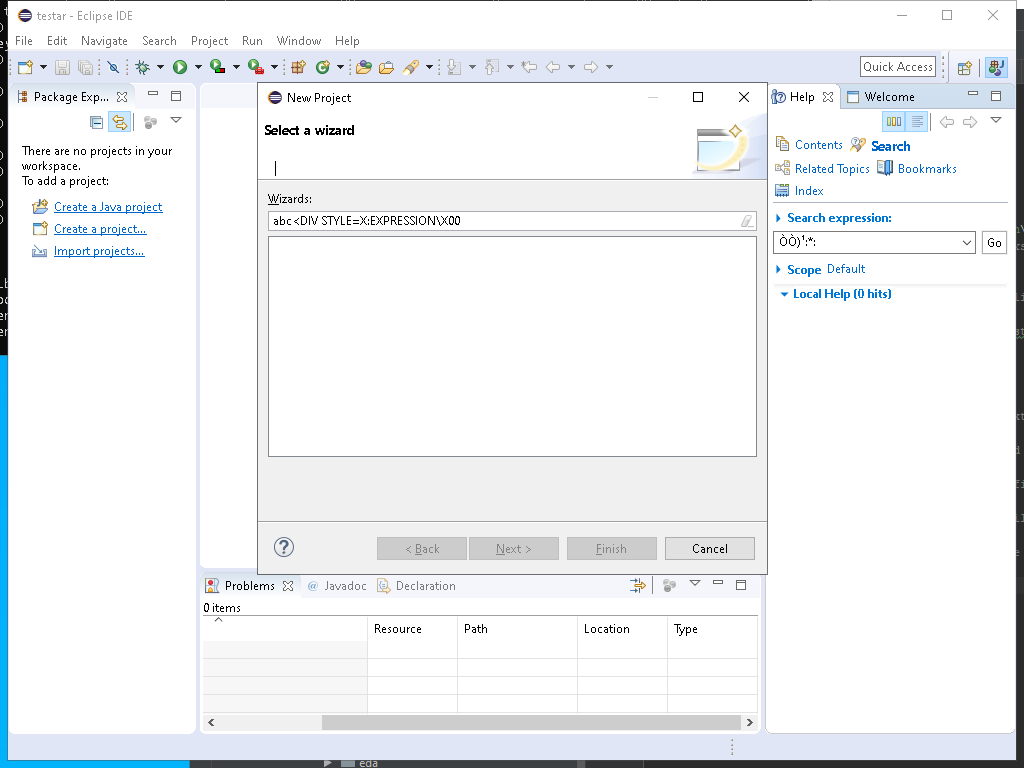 testar - Eclipse IDE
File Edit Navigate Search Project Run Window Help
Quick Access
Package Exp...
There are no projects in your
workspace.
To add a project:
Create a Java project
Create a project...
Import projects...
New Project
Select a wizard
Wizards:
abc<DIV STYLE=X:EXPRESSION\X00
< Back Next > Finish Cancel
Help Welcome
Contents Search
Related Topics Bookmarks
Index
Search expression:
ÒÒ)¹:*: Go
Scope Default
Local Help (0 hits)
Problems @ Javadoc Declaration
0 items
Resource Path Location Type
eda